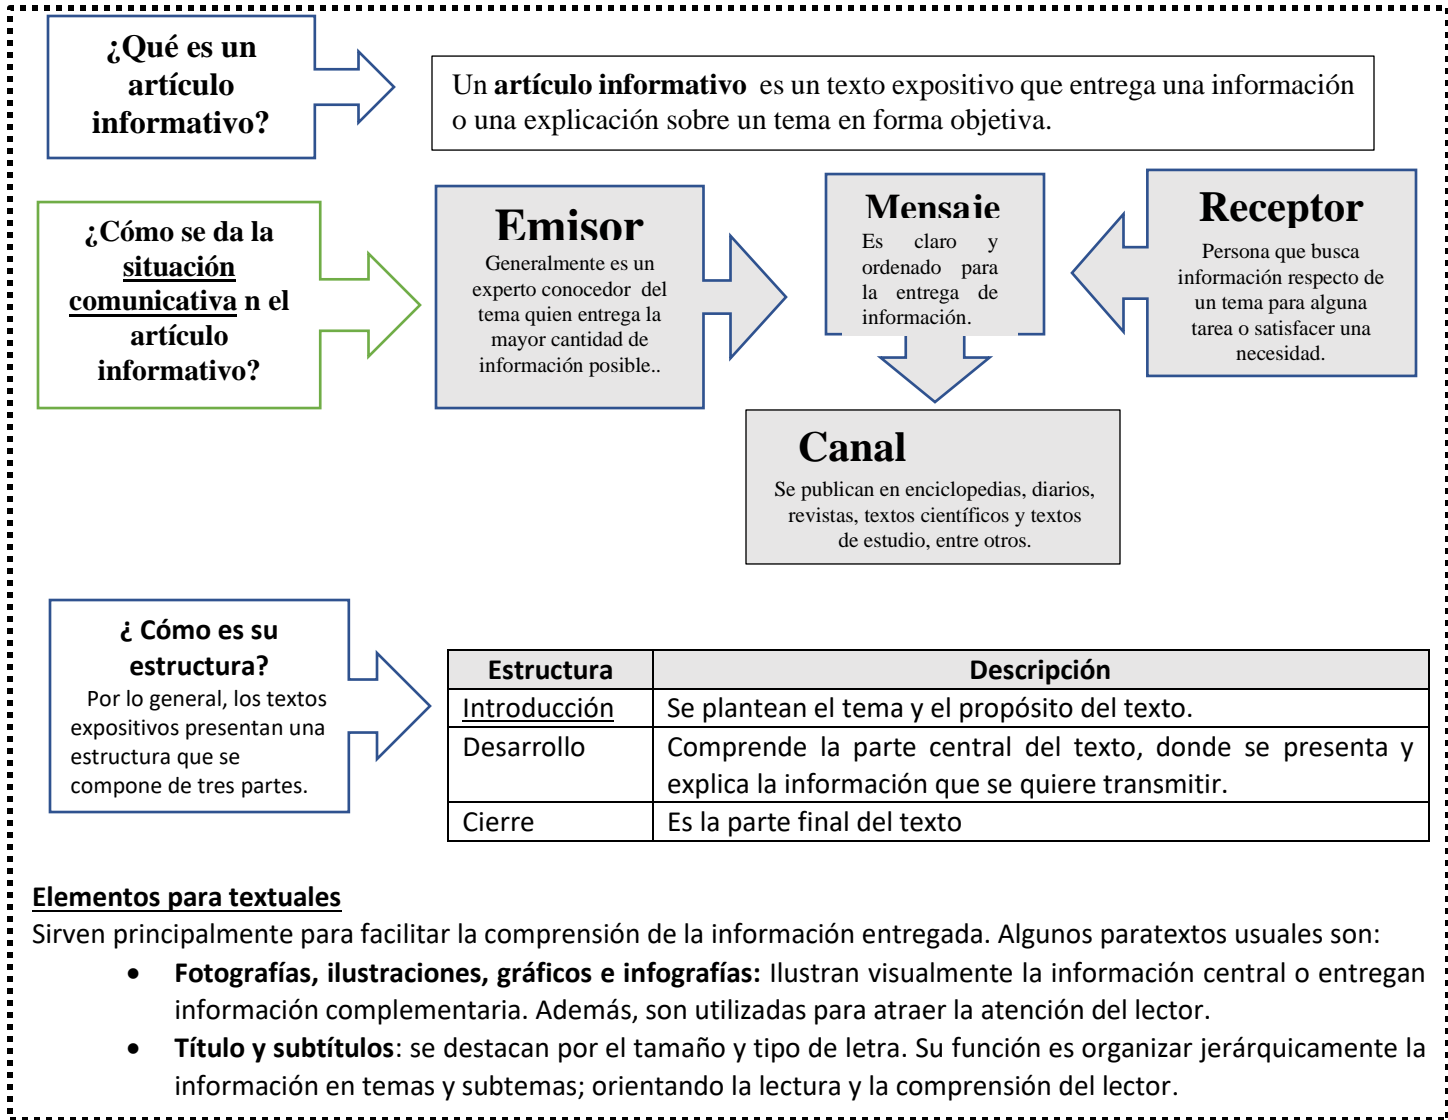 ¿Qué es un
artículo
informativo?
Un artículo informativo es un texto expositivo que entrega una información
o una explicación sobre un tema en forma objetiva.
¿Cómo se da la
situación
comunicativa n el
artículo
informativo?
Emisor
Generalmente es un
experto conocedor del
tema quien entrega la
mayor cantidad de
información posible..
Mensaje
Es claro y
ordenado para
la entrega de
información.
Receptor
Persona que busca
información respecto de
un tema para alguna
tarea o satisfacer una
necesidad.
Canal
Se publican en enciclopedias, diarios,
revistas, textos científicos y textos
de estudio, entre otros.
¿ Cómo es su
estructura?
Por lo general, los textos
expositivos presentan una
estructura que se
compone de tres partes.
Estructura Descripción
Introducción Se plantean el tema y el propósito del texto.
Desarrollo Comprende la parte central del texto, donde se presenta y
explica la información que se quiere transmitir.
Cierre Es la parte final del texto
Elementos para textuales
Sirven principalmente para facilitar la comprensión de la información entregada. Algunos paratextos usuales son:
• Fotografías, ilustraciones, gráficos e infografías: Ilustran visualmente la información central o entregan
información complementaria. Además, son utilizadas para atraer la atención del lector.
• Título y subtítulos: se destacan por el tamaño y tipo de letra. Su función es organizar jerárquicamente la
información en temas y subtemas; orientando la lectura y la comprensión del lector.